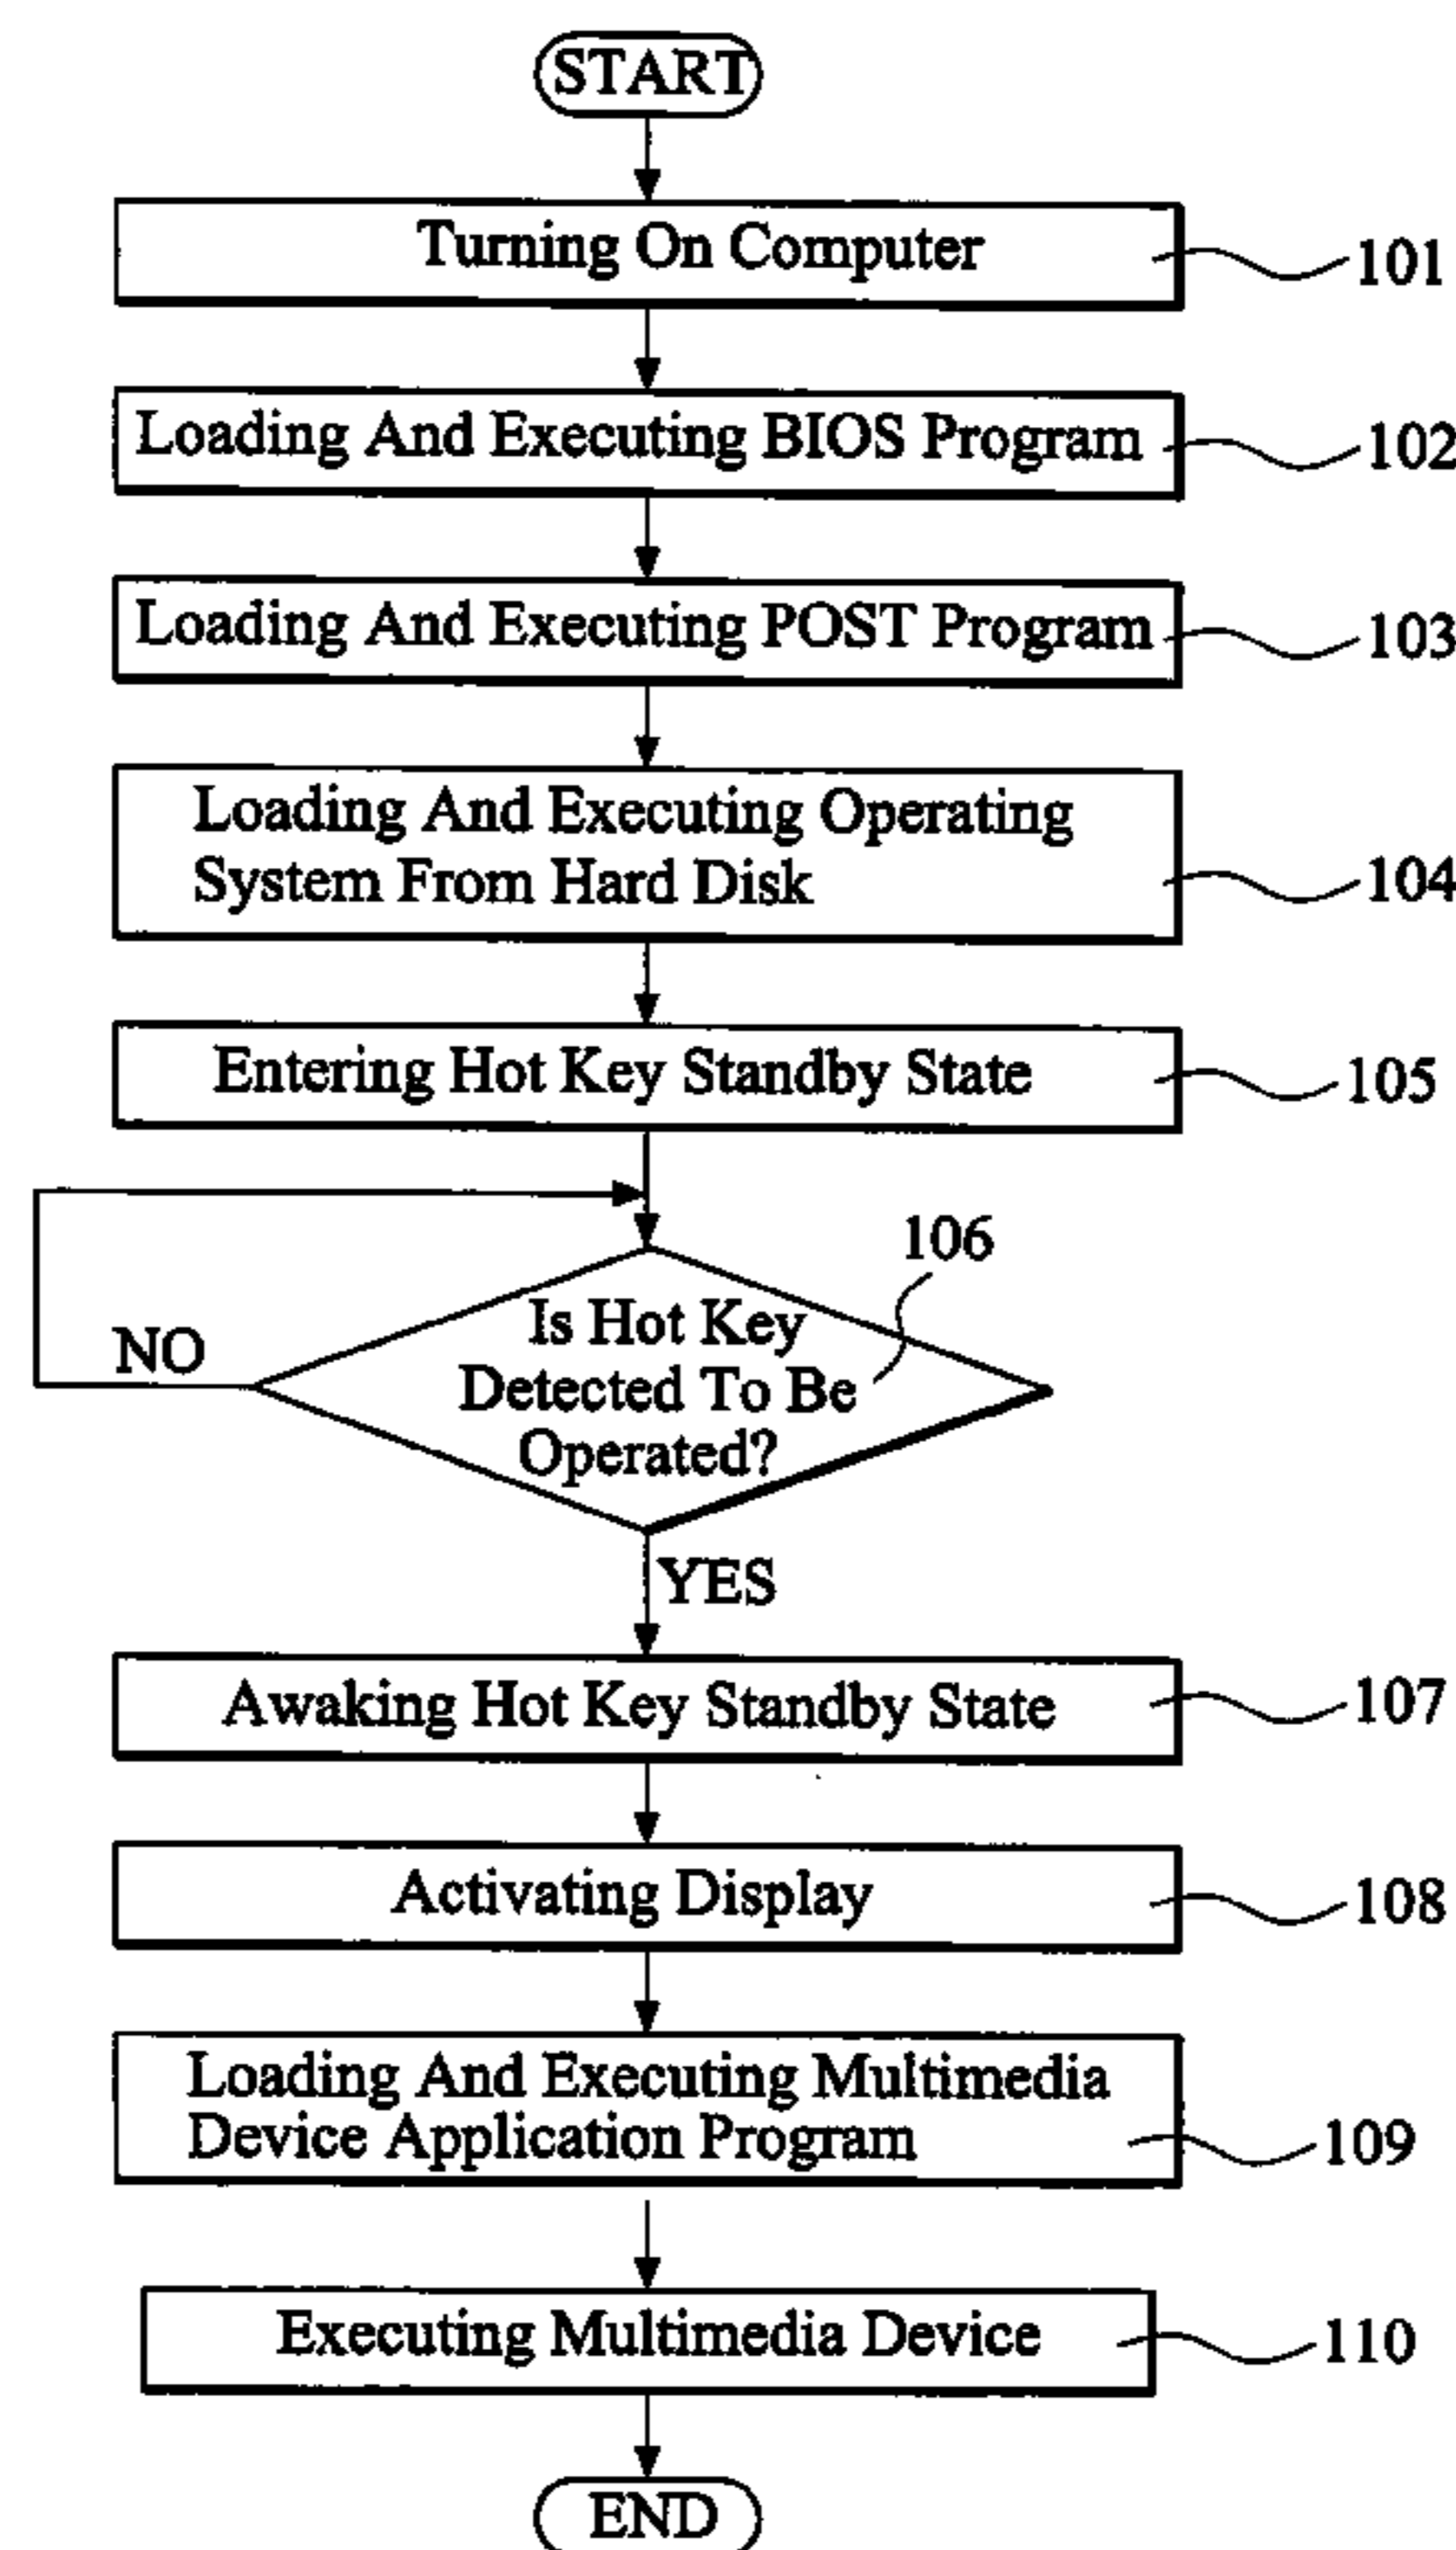 START
Turning On Computer
101
Loading And Executing BIOS Program
102
Loading And Executing POST Program
103
Loading And Executing Operating
System From Hard Disk
104
Entering Hot Key Standby State
105
106
Is Hot Key
Detected To Be
Operated?
NO
YES
Awaking Hot Key Standby State
107
Activating Display
108
Loading And Executing Multimedia
Device Application Program
109
Executing Multimedia Device
110
END